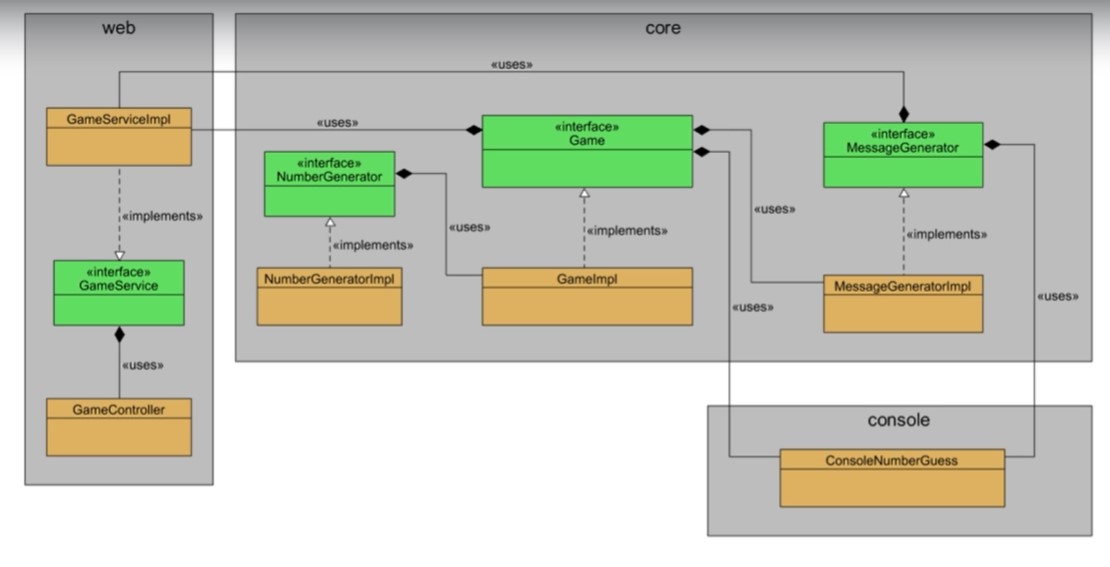 web
core
«uses»
GameServiceImpl
«uses»
«interface»
Game
«interface»
MessageGenerator
«interface»
NumberGenerator
«implements»
«uses»
«implements»
«uses»
«implements»
«implements»
«interface»
GameService
NumberGeneratorImpl
GameImpl
MessageGeneratorImpl
«uses»
«uses»
«uses»
GameController
console
ConsoleNumberGuess